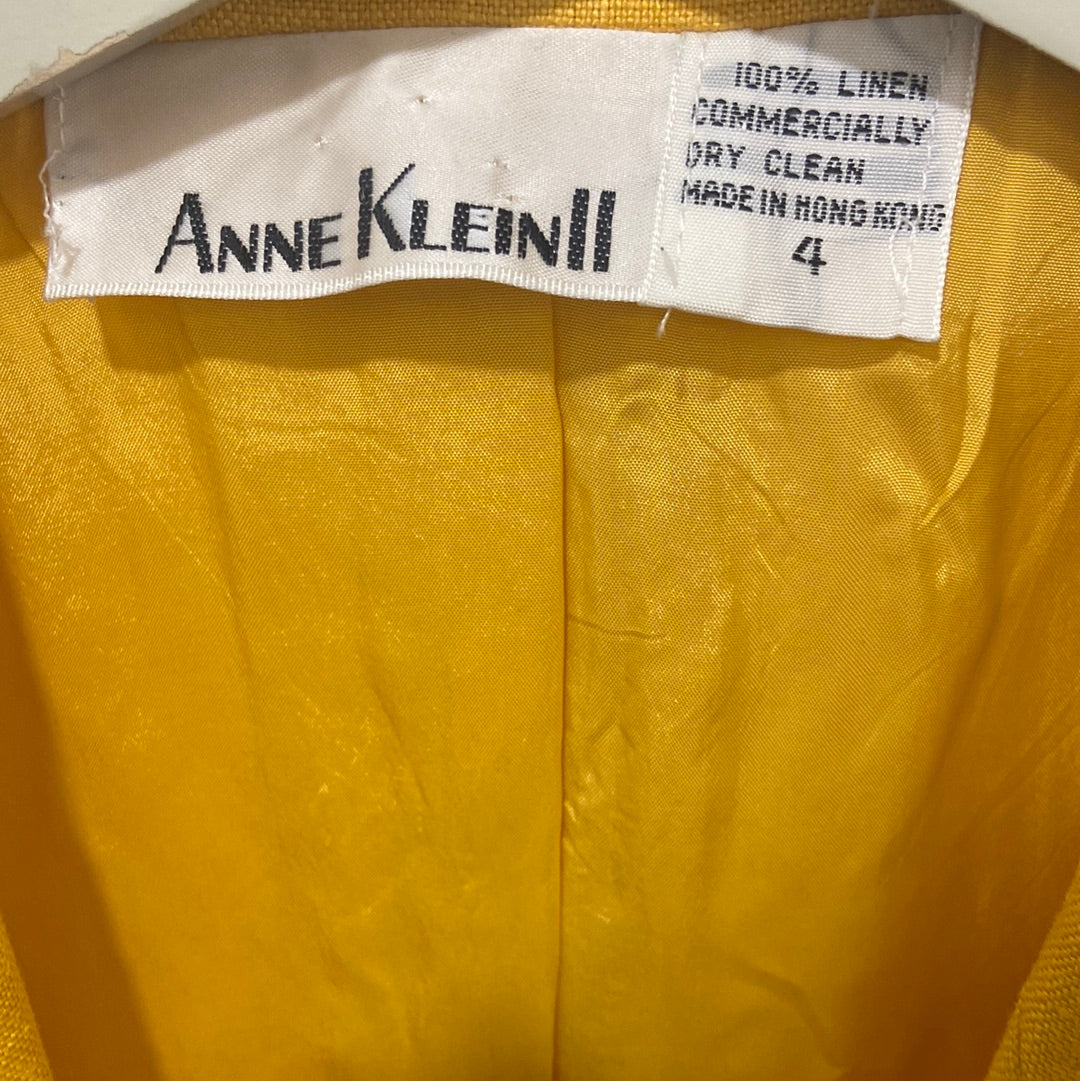 ANNE KLEIN II
100% LINEN
COMMERCIALLY
DRY CLEAN
MADE IN HONG KONG
4